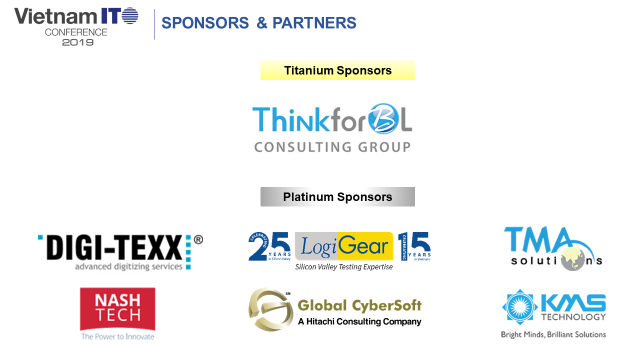 Vietnam ITO
CONFERENCE
2019
SPONSORS & PARTNERS
Titanium Sponsors
ThinkforBL
CONSULTING GROUP
Platinum Sponsors
DIGI-TEXX®
advanced digitizing services
25 YEARS
LogiGear
15 YEARS
Silicon Valley Testing Expertise
TMA
solutions
NASH
TECH
The Power to Innovate
Global CyberSoft
A Hitachi Consulting Company
KMS
TECHNOLOGY
Bright Minds, Brilliant Solutions